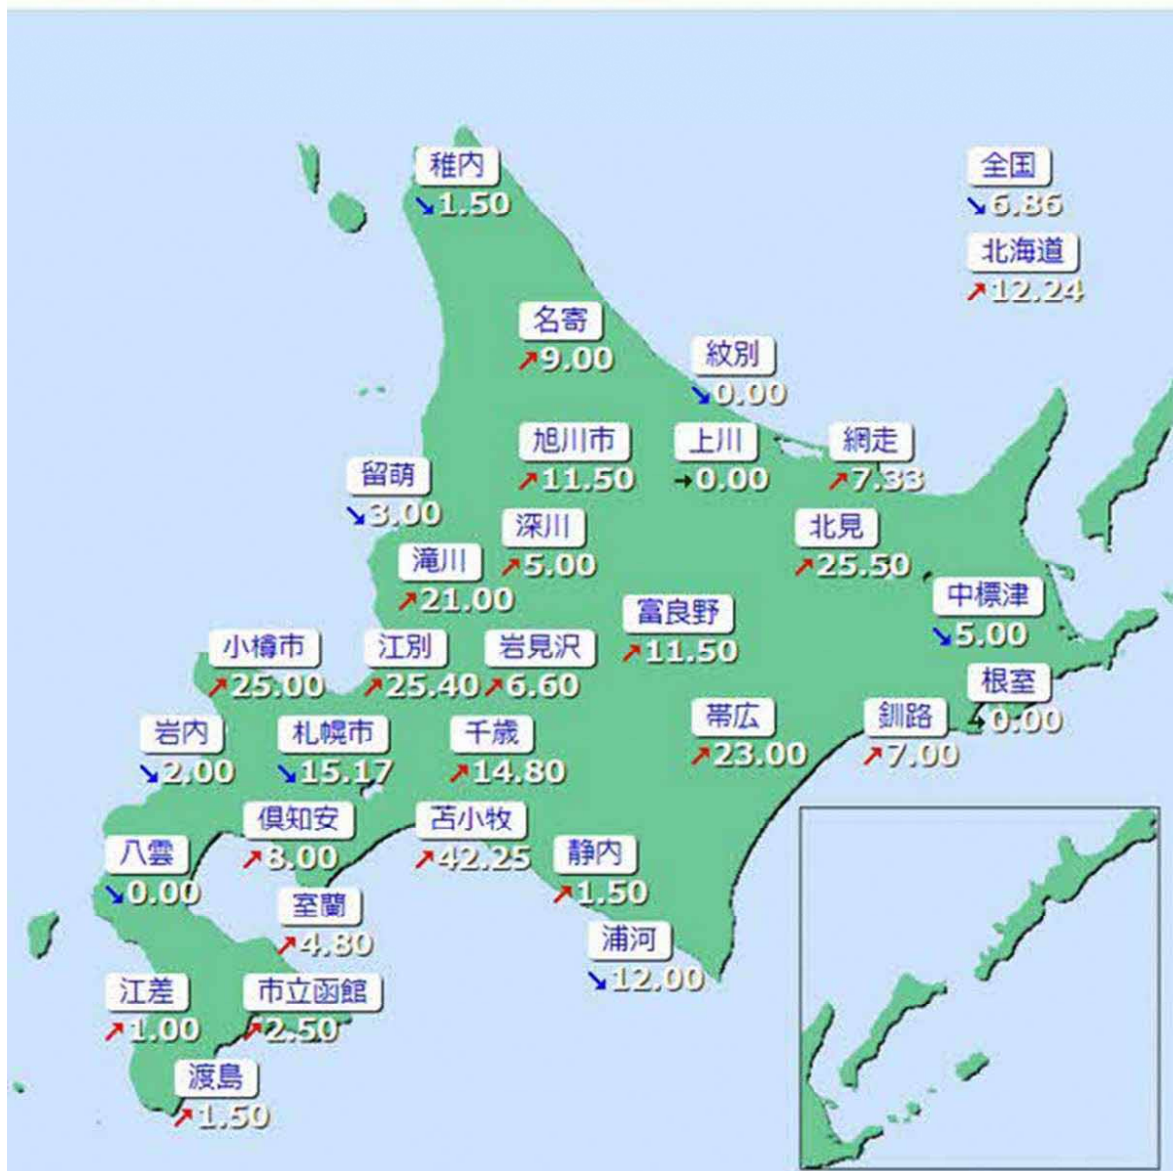 稚内
↘1.50
全国
↘6.86
北海道
↗12.24
名寄
↗9.00
紋別
↘0.00
旭川市
↗11.50
上川
→0.00
網走
↗7.33
留萌
↘3.00
深川
↗5.00
北見
↗25.50
滝川
↗21.00
中標津
↘5.00
富良野
↗11.50
小樽市
↗25.00
江別
↗25.40
岩見沢
↗6.60
根室
→0.00
岩内
↘2.00
札幌市
↘15.17
千歳
↗14.80
帯広
↗23.00
釧路
↗7.00
倶知安
↗8.00
苫小牧
↗42.25
八雲
↘0.00
静内
↗1.50
室蘭
↗4.80
浦河
↘12.00
江差
↗1.00
市立函館
↗2.50
渡島
↗1.50